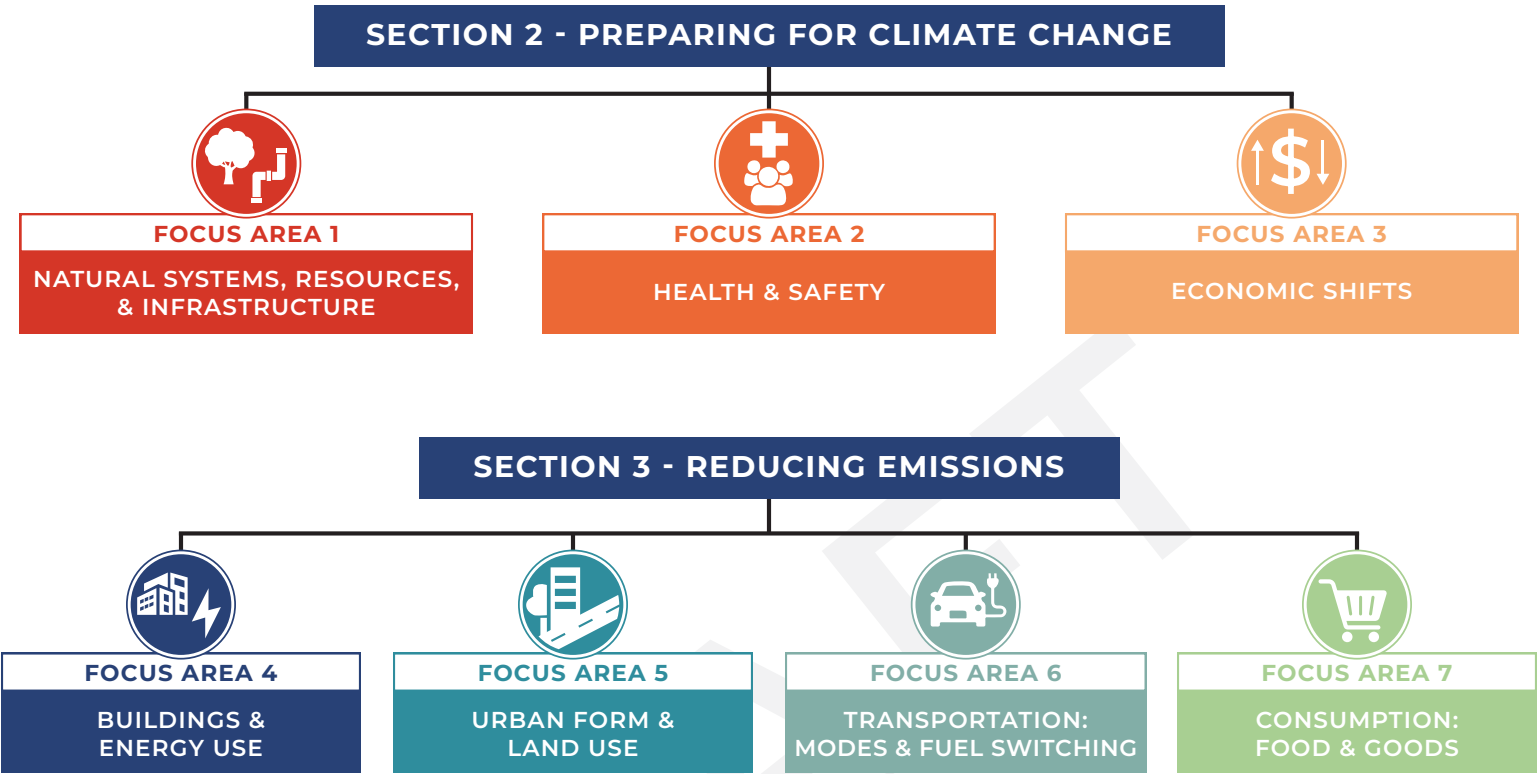 SECTION 2 - PREPARING FOR CLIMATE CHANGE
$
FOCUS AREA 1
NATURAL SYSTEMS, RESOURCES,
& INFRASTRUCTURE
FOCUS AREA 2
HEALTH & SAFETY
FOCUS AREA 3
ECONOMIC SHIFTS
SECTION 3 - REDUCING EMISSIONS
FOCUS AREA 4
BUILDINGS &
ENERGY USE
FOCUS AREA 5
URBAN FORM &
LAND USE
FOCUS AREA 6
TRANSPORTATION:
MODES & FUEL SWITCHING
FOCUS AREA 7
CONSUMPTION:
FOOD & GOODS